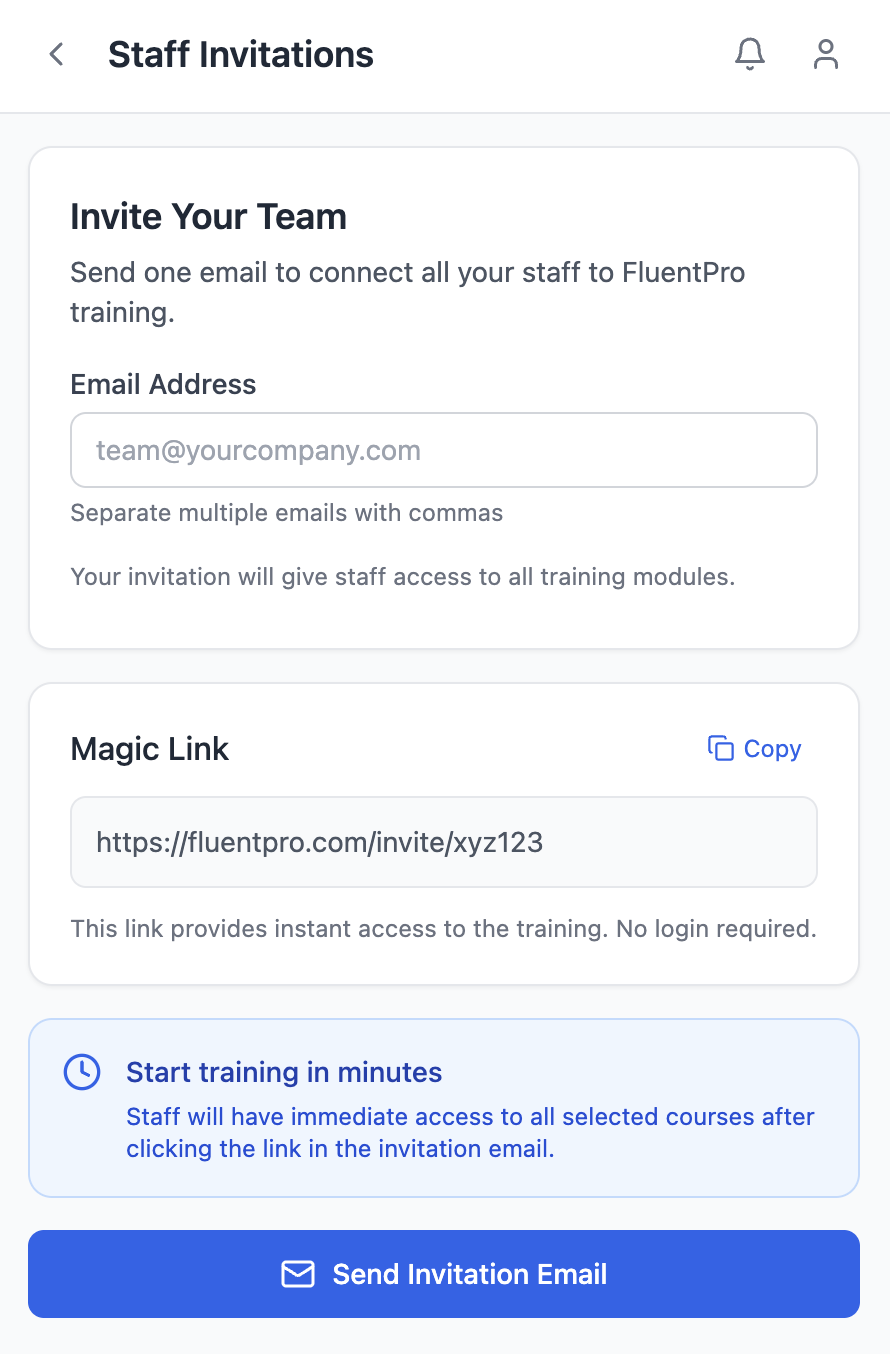 Staff Invitations
Invite Your Team
Send one email to connect all your staff to FluentPro
training.
Email Address
team@yourcompany.com
Separate multiple emails with commas
Your invitation will give staff access to all training modules.
Magic Link
Copy
https://fluentpro.com/invite/xyz123
This link provides instant access to the training. No login required.
Start training in minutes
Staff will have immediate access to all selected courses after
clicking the link in the invitation email.
Send Invitation Email